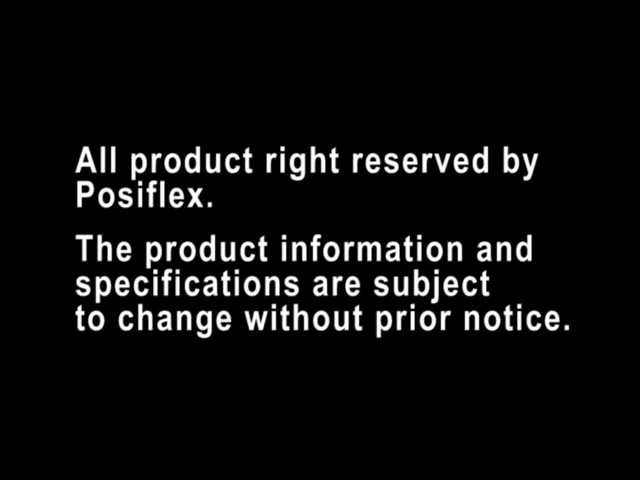 All product right reserved by
Posiflex.
The product information and
specifications are subject
to change without prior notice.